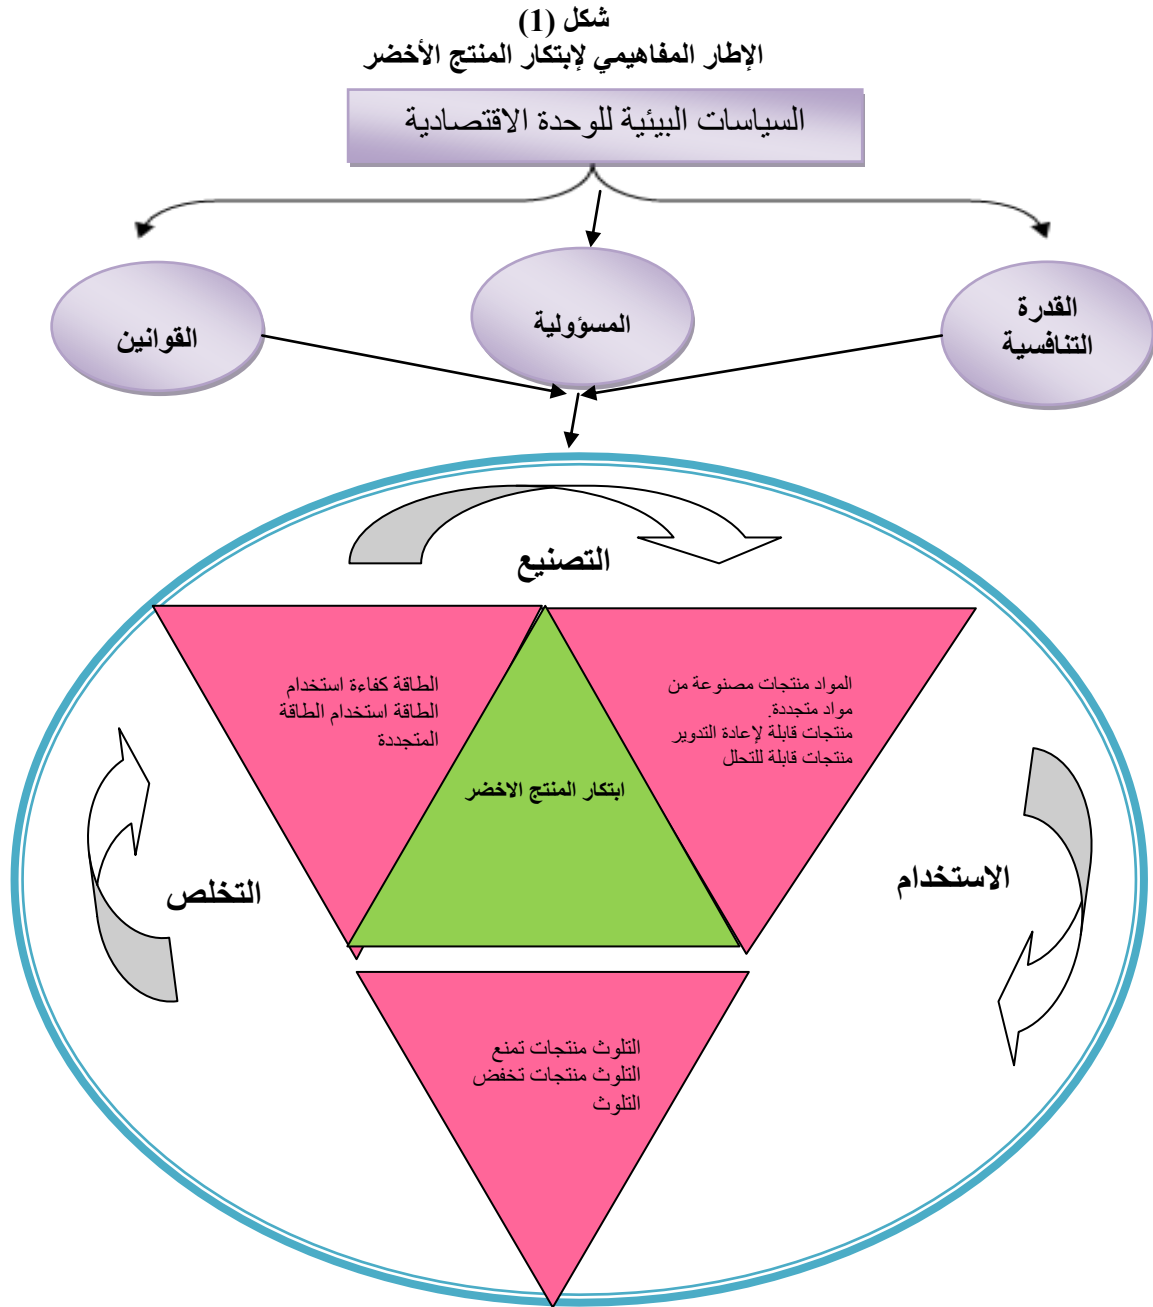 شكل (1)
الإطار المفاهيمي لإبتكار المنتج الأخضر
السياسات البيئية للوحدة الاقتصادية
القدرة
التنافسية
المسؤولية
القوانين
التصنيع
المواد منتجات مصنوعة من
مواد متجددة.
منتجات قابلة لإعادة التدوير
منتجات قابلة للتحلل
الطاقة كفاءة استخدام
الطاقة استخدام الطاقة
المتجددة
ابتكار المنتج الاخضر
الاستخدام
التخلص
التلوث منتجات تمنع
التلوث منتجات تخفض
التلوث